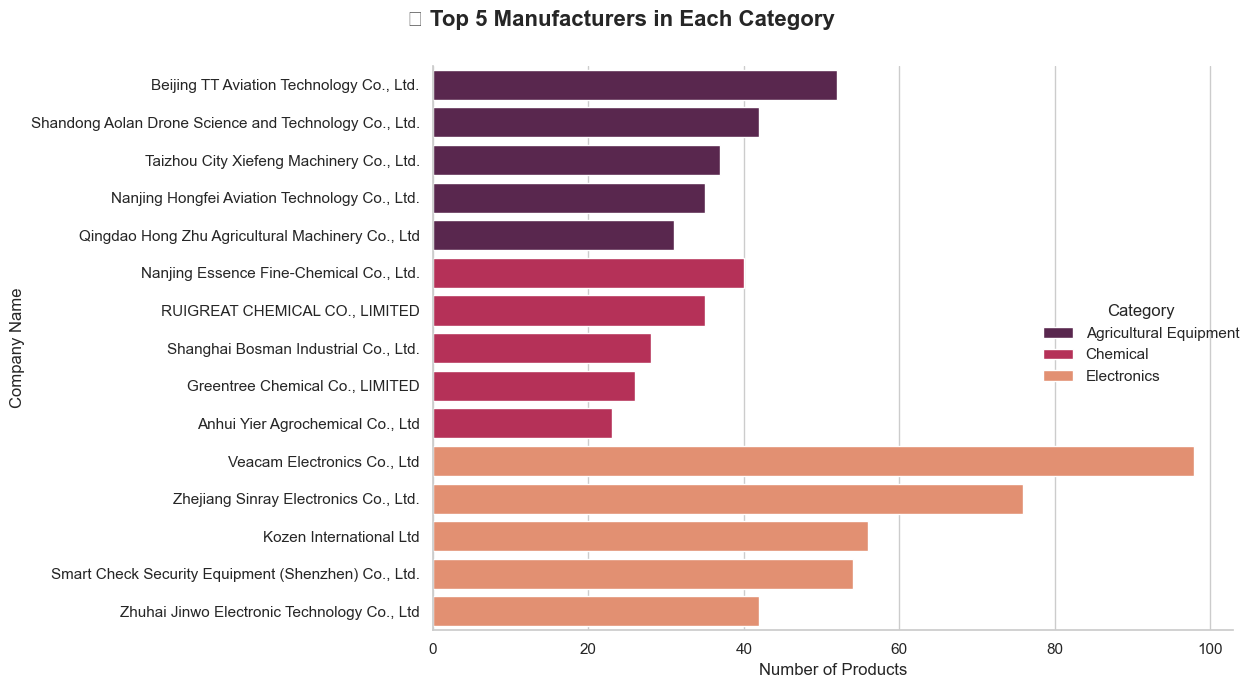 Top 5 Manufacturers in Each Category
Beijing TT Aviation Technology Co., Ltd.
Shandong Aolan Drone Science and Technology Co., Ltd.
Taizhou City Xiefeng Machinery Co., Ltd.
Nanjing Hongfei Aviation Technology Co., Ltd.
Qingdao Hong Zhu Agricultural Machinery Co., Ltd
Nanjing Essence Fine-Chemical Co., Ltd.
RUIGREAT CHEMICAL CO., LIMITED
Shanghai Bosman Industrial Co., Ltd.
Greentree Chemical Co., LIMITED
Anhui Yier Agrochemical Co., Ltd
Veacam Electronics Co., Ltd
Zhejiang Sinray Electronics Co., Ltd.
Kozen International Ltd
Smart Check Security Equipment (Shenzhen) Co., Ltd.
Zhuhai Jinwo Electronic Technology Co., Ltd
Company Name
Category
Agricultural Equipment
Chemical
Electronics
0 20 40 60 80 100
Number of Products